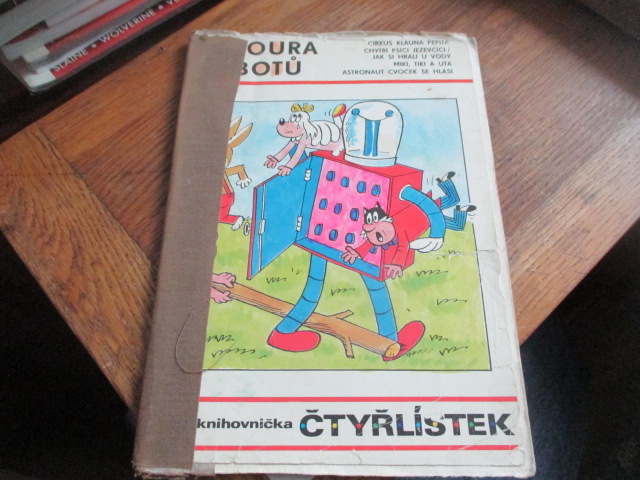 SLAINE • WOLVERINE • VE
OURA
BOTŮ
CIRKUS KLAUNA PEPITA
CHYTŘÍ PSÍCI JEZEVČÍCI/
JAK SI HRÁLI U VODY
MIKI, TIKI A UTA
ASTRONAUT CVOČEK SE HLÁSÍ
knihovnička ČTYŘLÍSTEK